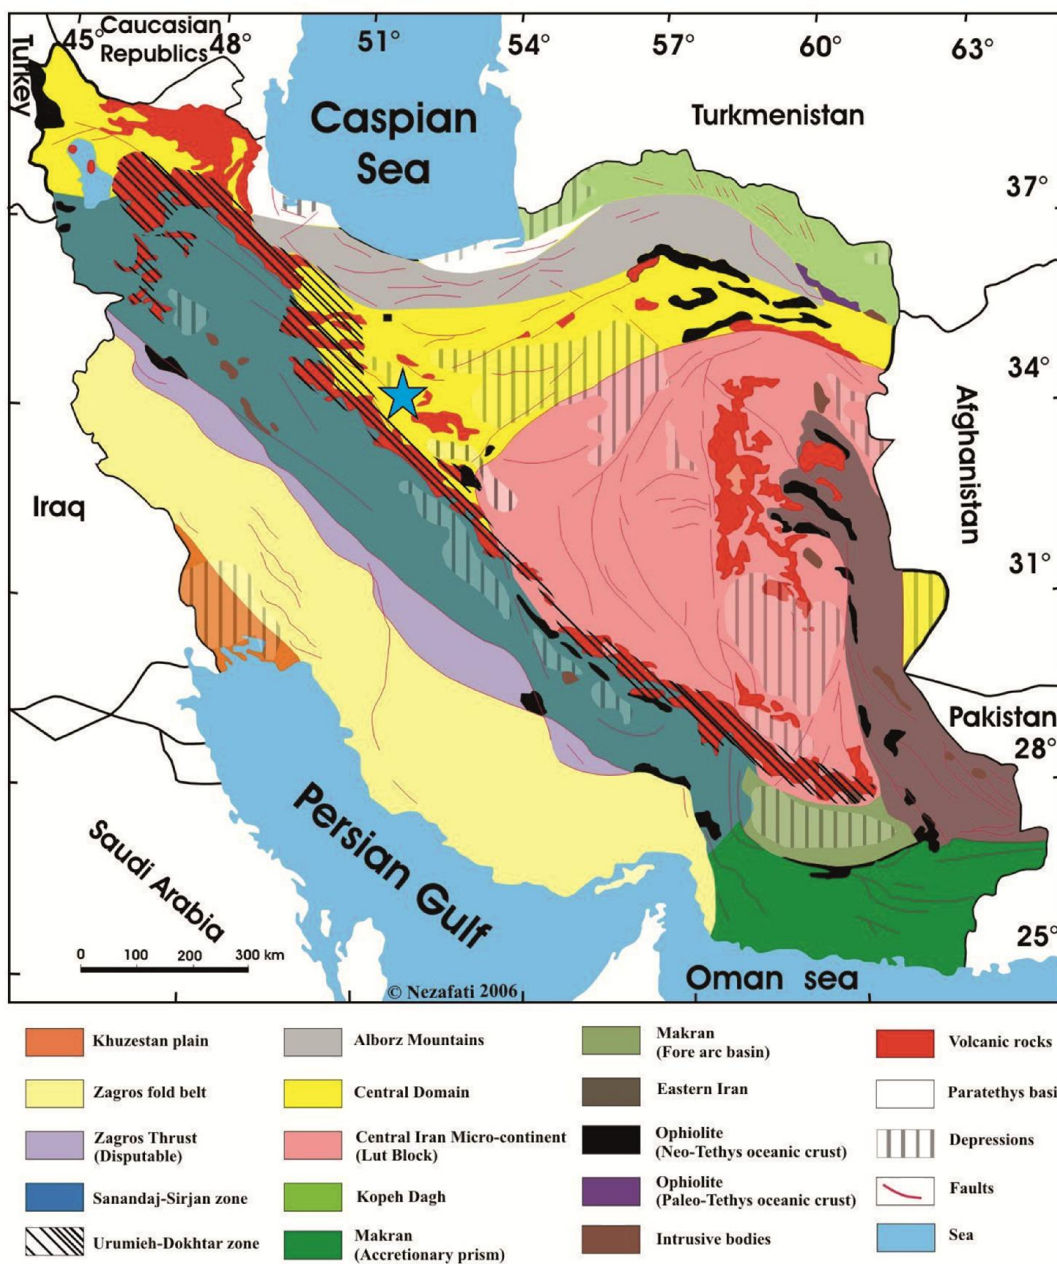 45°
48°
51°
54°
57°
60°
63°
Turkey
Caucasian
Republics
Caspian
Sea
Turkmenistan
37°
34°
Afghanistan
Iraq
31°
Pakistan
28°
Saudi Arabia
Persian Gulf
25°
0 100 200 300 km
Oman sea
© Nezafati 2006
Khuzestan plain
Alborz Mountains
Makran
(Fore arc basin)
Volcanic rocks
Zagros fold belt
Central Domain
Eastern Iran
Paratethys basi
Zagros Thrust
(Disputable)
Central Iran Micro-continent
(Lut Block)
Ophiolite
(Neo-Tethys oceanic crust)
Depressions
Sanandaj-Sirjan zone
Kopeh Dagh
Ophiolite
(Paleo-Tethys oceanic crust)
Faults
Urumieh-Dokhtar zone
Makran
(Accretionary prism)
Intrusive bodies
Sea